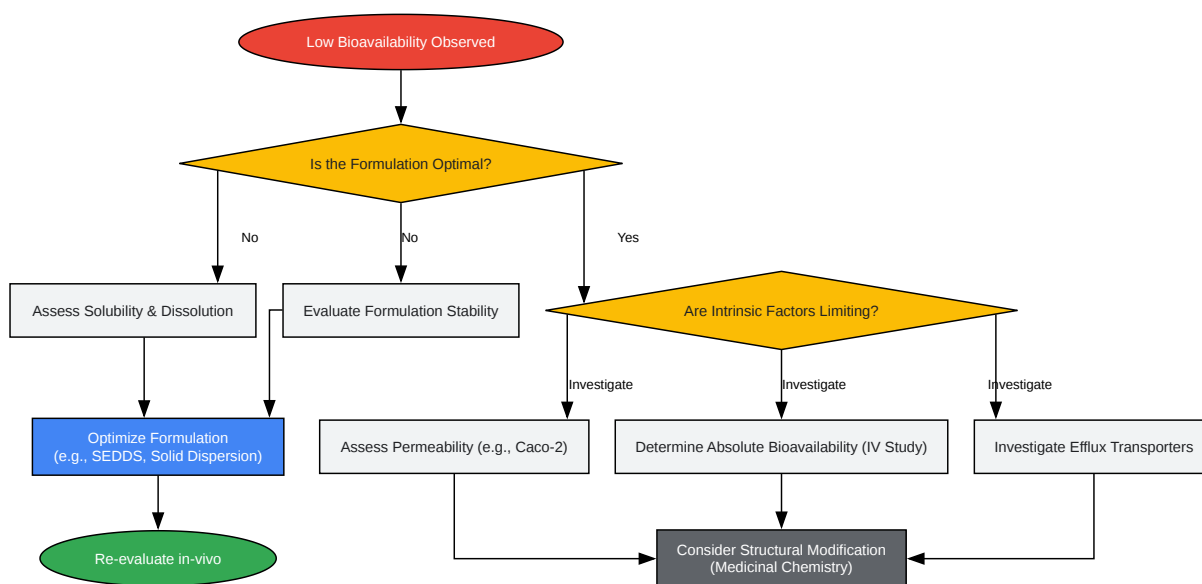 Low Bioavailability Observed
Is the Formulation Optimal?
No
No
Yes
Assess Solubility & Dissolution
Evaluate Formulation Stability
Are Intrinsic Factors Limiting?
Investigate
Investigate
Investigate
Optimize Formulation
(e.g., SEDDS, Solid Dispersion)
Assess Permeability (e.g., Caco-2)
Determine Absolute Bioavailability (IV Study)
Investigate Efflux Transporters
Re-evaluate in-vivo
Consider Structural Modification
(Medicinal Chemistry)